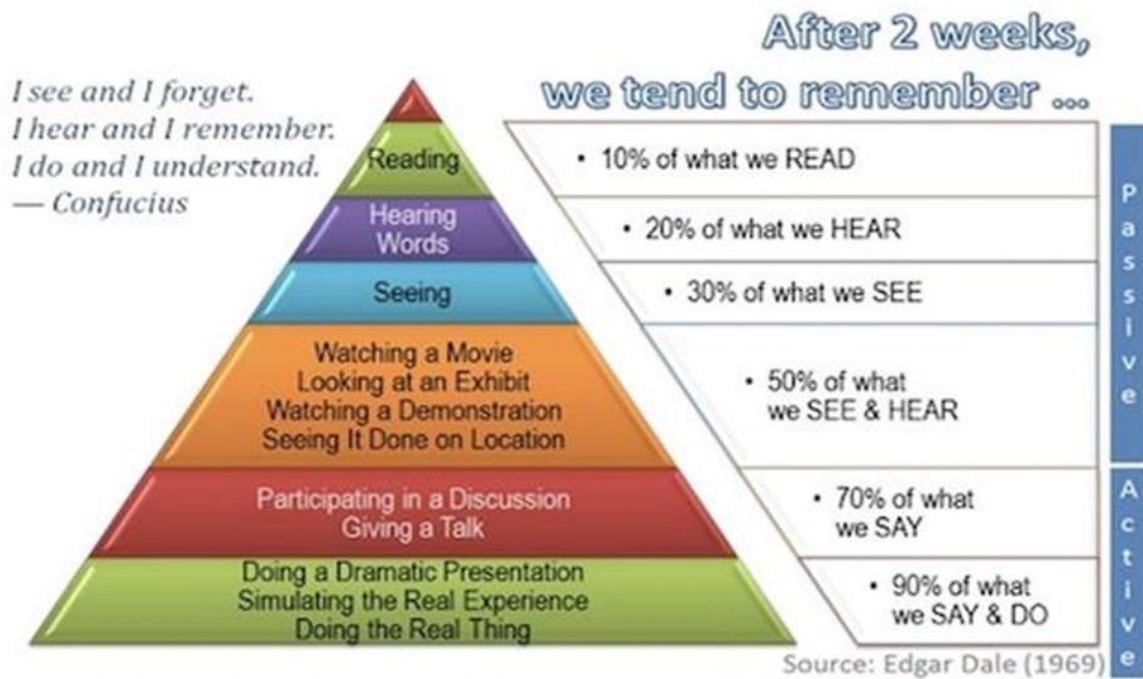 After 2 weeks,
we tend to remember ...
I see and I forget.
I hear and I remember.
I do and I understand.
— Confucius
Reading
• 10% of what we READ
Hearing
Words
• 20% of what we HEAR
Seeing
• 30% of what we SEE
Watching a Movie
Looking at an Exhibit
Watching a Demonstration
Seeing It Done on Location
• 50% of what
we SEE & HEAR
Participating in a Discussion
Giving a Talk
• 70% of what
we SAY
Doing a Dramatic Presentation
Simulating the Real Experience
Doing the Real Thing
• 90% of what
we SAY & DO
Passive
Active
Source: Edgar Dale (1969)